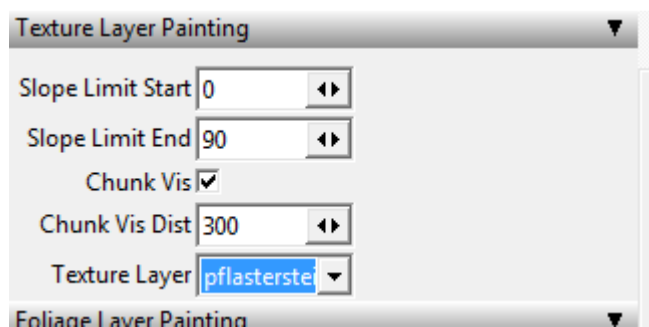 Texture Layer Painting
Slope Limit Start 0
Slope Limit End 90
Chunk Vis
Chunk Vis Dist 300
Texture Layer pflasterstei
Foliage Layer Painting